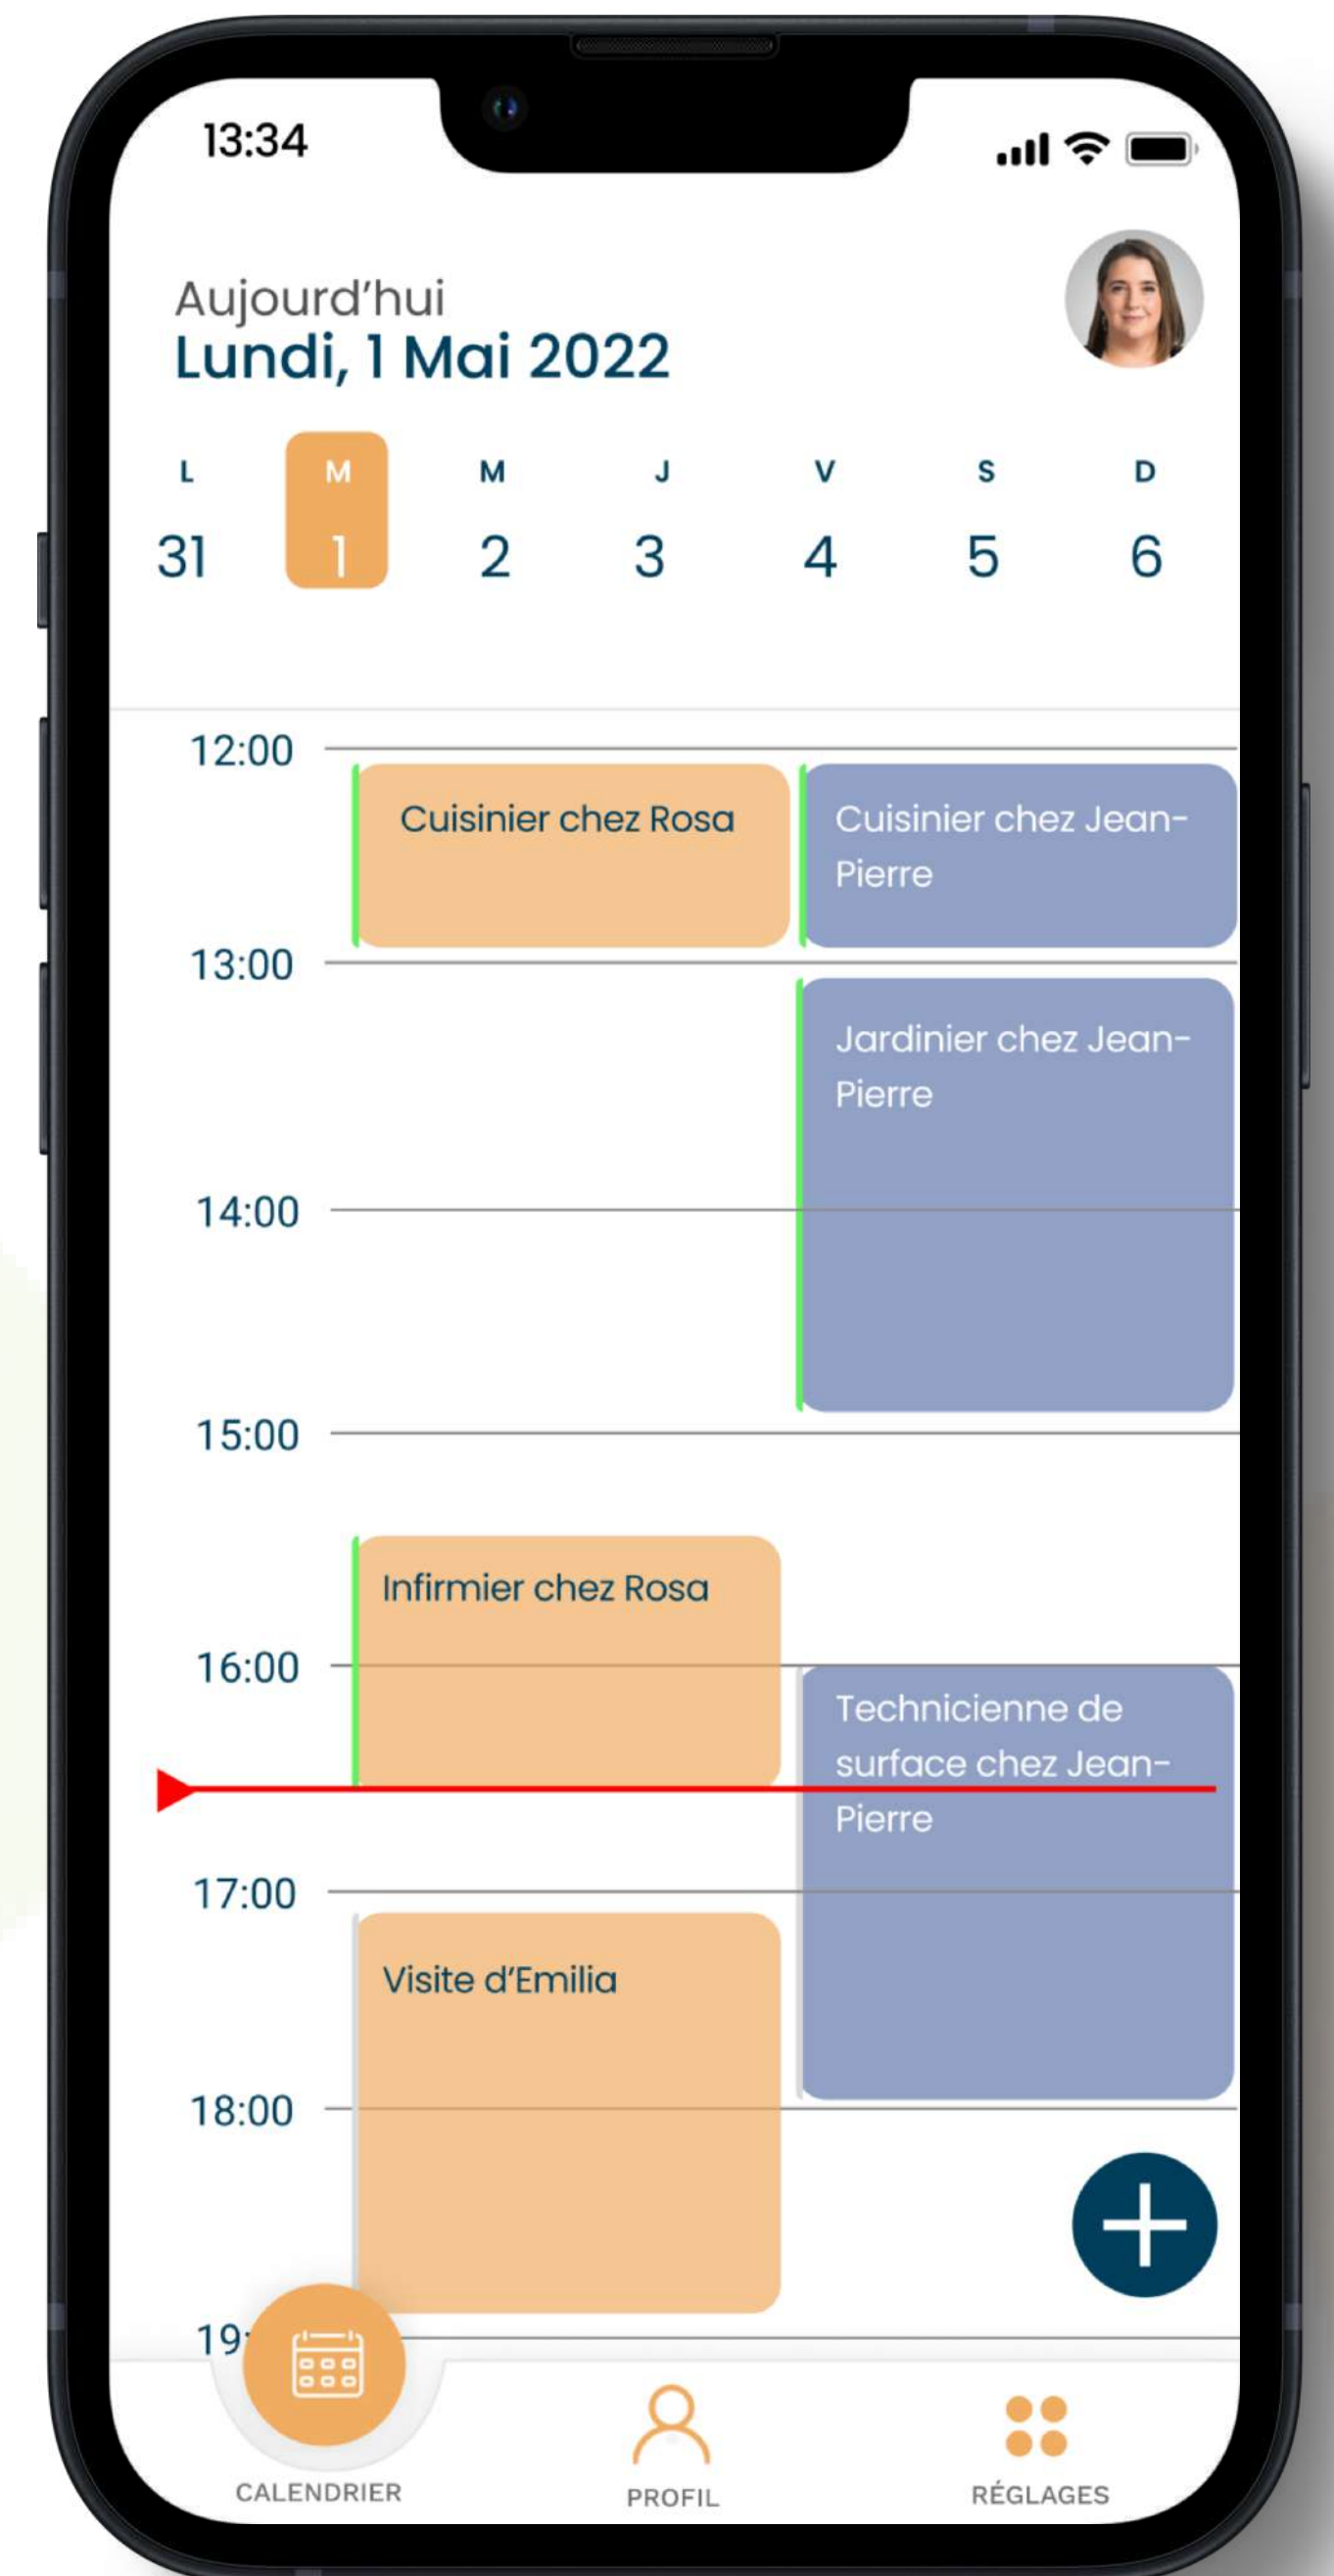 13:34
Aujourd'hui
Lundi, 1 Mai 2022
L M M J V S D
31 1 2 3 4 5 6
12:00
Cuisinier chez Rosa
Cuisinier chez Jean-
Pierre
13:00
Jardinier chez Jean-
Pierre
14:00
15:00
Infirmier chez Rosa
16:00
Technicienne de
surface chez Jean-
Pierre
17:00
Visite d'Emilia
18:00
19:
CALENDRIER
PROFIL
RÉGLAGES